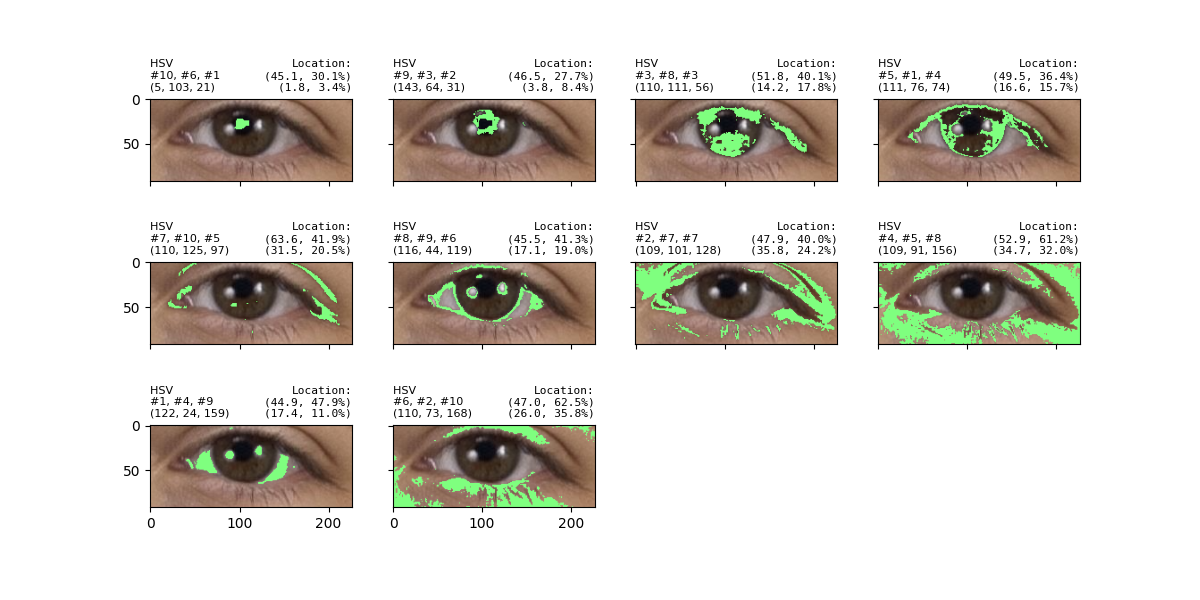 HSV Location:
#10, #6, #1 (45.1, 30.1%)
(5, 103, 21) (1.8, 3.4%)
HSV Location:
#9, #3, #2 (46.5, 27.7%)
(143, 64, 31) (3.8, 8.4%)
HSV Location:
#3, #8, #3 (51.8, 40.1%)
(110, 111, 56) (14.2, 17.8%)
HSV Location:
#5, #1, #4 (49.5, 36.4%)
(111, 76, 74) (16.6, 15.7%)
0
50
HSV Location:
#7, #10, #5 (63.6, 41.9%)
(110, 125, 97) (31.5, 20.5%)
HSV Location:
#8, #9, #6 (45.5, 41.3%)
(116, 44, 119) (17.1, 19.0%)
HSV Location:
#2, #7, #7 (47.9, 40.0%)
(109, 101, 128) (35.8, 24.2%)
HSV Location:
#4, #5, #8 (52.9, 61.2%)
(109, 91, 156) (34.7, 32.0%)
0
50
HSV Location:
#1, #4, #9 (44.9, 47.9%)
(122, 24, 159) (17.4, 11.0%)
HSV Location:
#6, #2, #10 (47.0, 62.5%)
(110, 73, 168) (26.0, 35.8%)
0
50
0 100 200
0 100 200